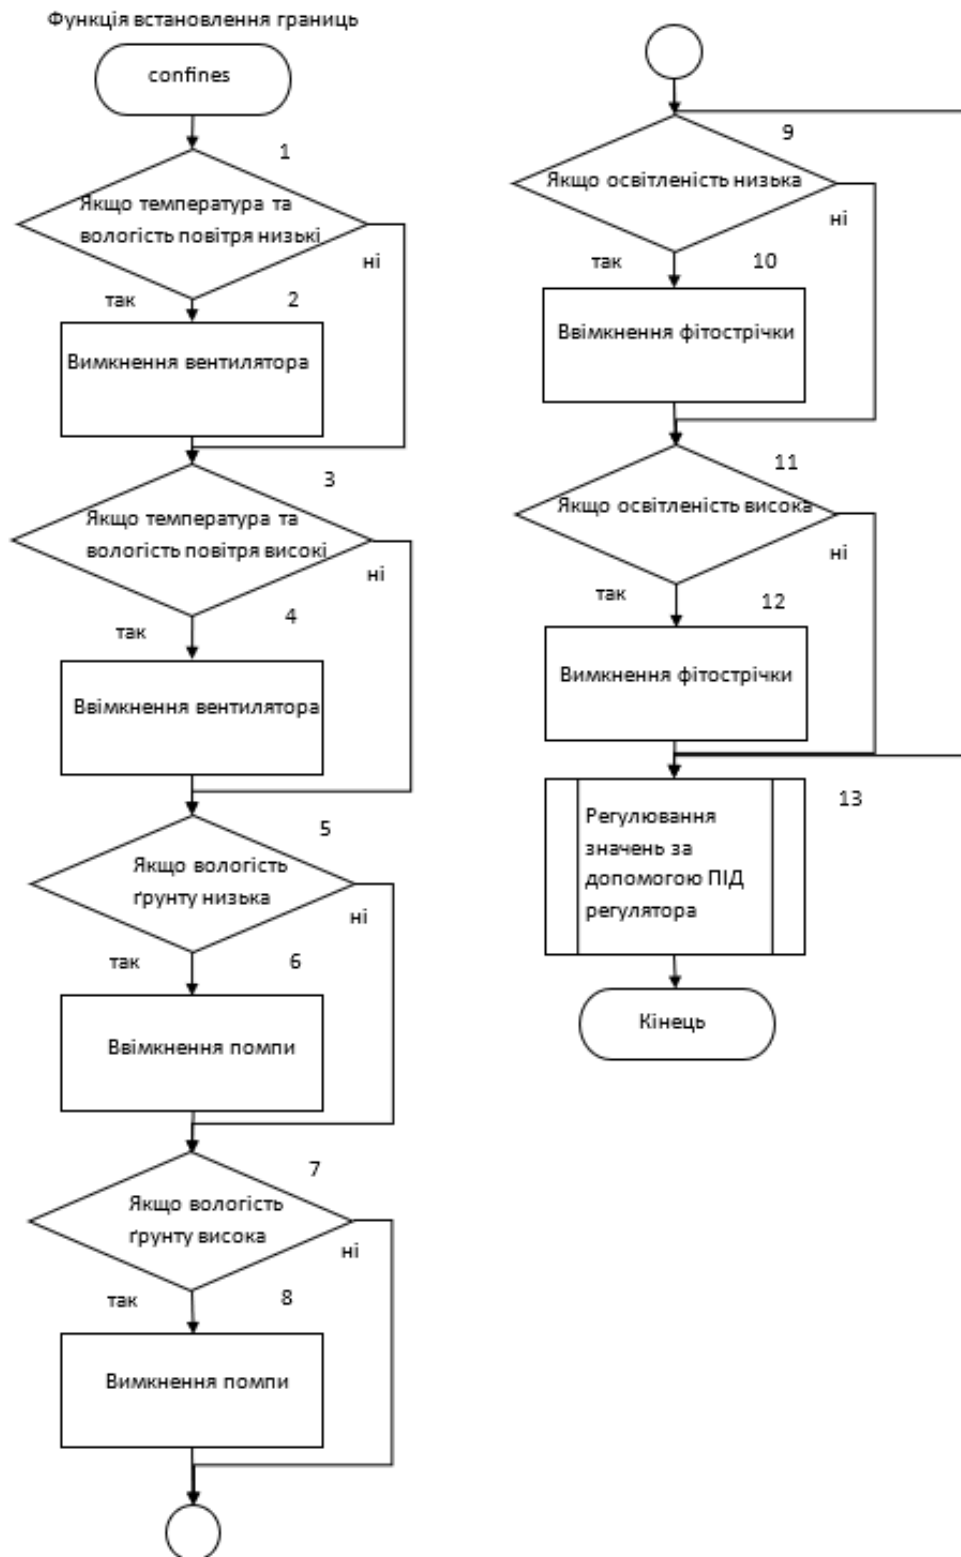 Функція встановлення границь
confines
1
Якщо температура та
вологість повітря низькі
ні
так
2
Вимкнення вентилятора
3
Якщо температура та
вологість повітря високі
ні
так
4
Ввімкнення вентилятора
5
Якщо вологість
ґрунту низька
ні
так
6
Ввімкнення помпи
7
Якщо вологість
ґрунту висока
ні
так
8
Вимкнення помпи
9
Якщо освітленість низька
ні
так
10
Ввімкнення фітострічки
11
Якщо освітленість висока
ні
так
12
Вимкнення фітострічки
13
Регулювання
значень за
допомогою ПІД
регулятора
Кінець